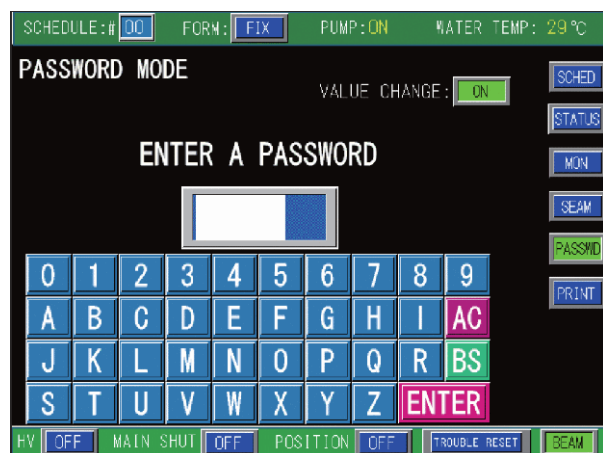 SCHEDULE:# 00 FORM: FIX PUMP:ON WATER TEMP: 29℃
PASSWORD MODE
VALUE CHANGE: ON
SCHED
STATUS
MON
SEAM
PASSWD
PRINT
ENTER A PASSWORD
0 1 2 3 4 5 6 7 8 9
A B C D E F G H I AC
J K L M N O P Q R BS
S T U V W X Y Z ENTER
HV OFF MAIN SHUT OFF POSITION OFF TROUBLE RESET BEAM